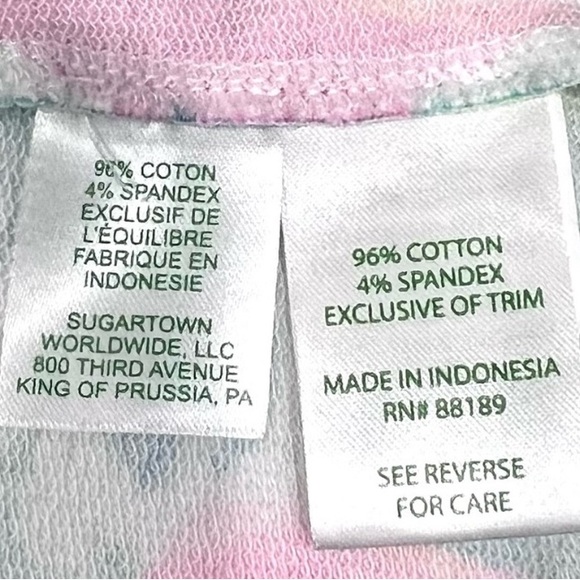 96% COTON
4% SPANDEX
EXCLUSIF DE
L'ÉQUILIBRE
FABRIQUE EN
INDONESIE
SUGARTOWN
WORLDWIDE, LLC
800 THIRD AVENUE
KING OF PRUSSIA, PA
96% COTTON
4% SPANDEX
EXCLUSIVE OF TRIM
MADE IN INDONESIA
RN# 88189
SEE REVERSE
FOR CARE